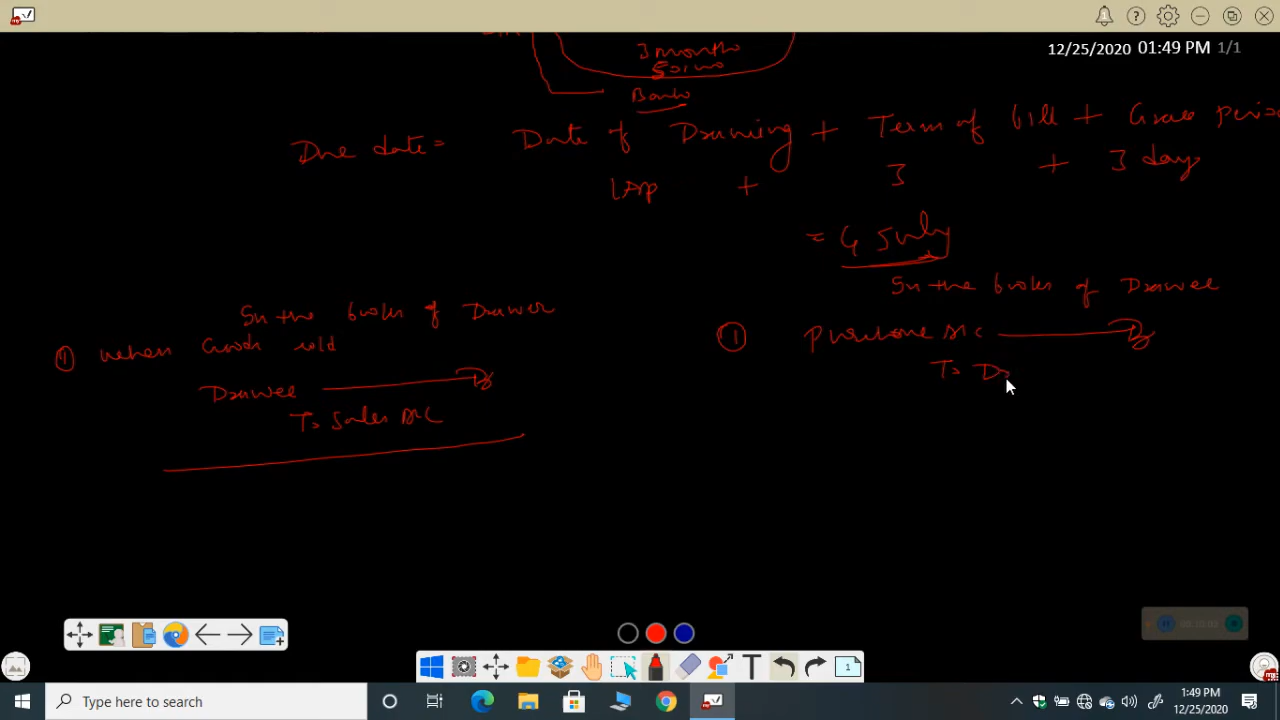 12/25/2020 01:49 PM 1/1
3 month
Bank
Due date = Date of Drawing + Term of bill + Grace period
1 Ap + 3 + 3 days
= 4 July
In the books of Drawee
In the books of Drawer
① when Goods sold
Drawee Dr
To Sales A/c
① Purchase A/c Dr
To Dr
Type here to search
1
1:49 PM
12/25/2020